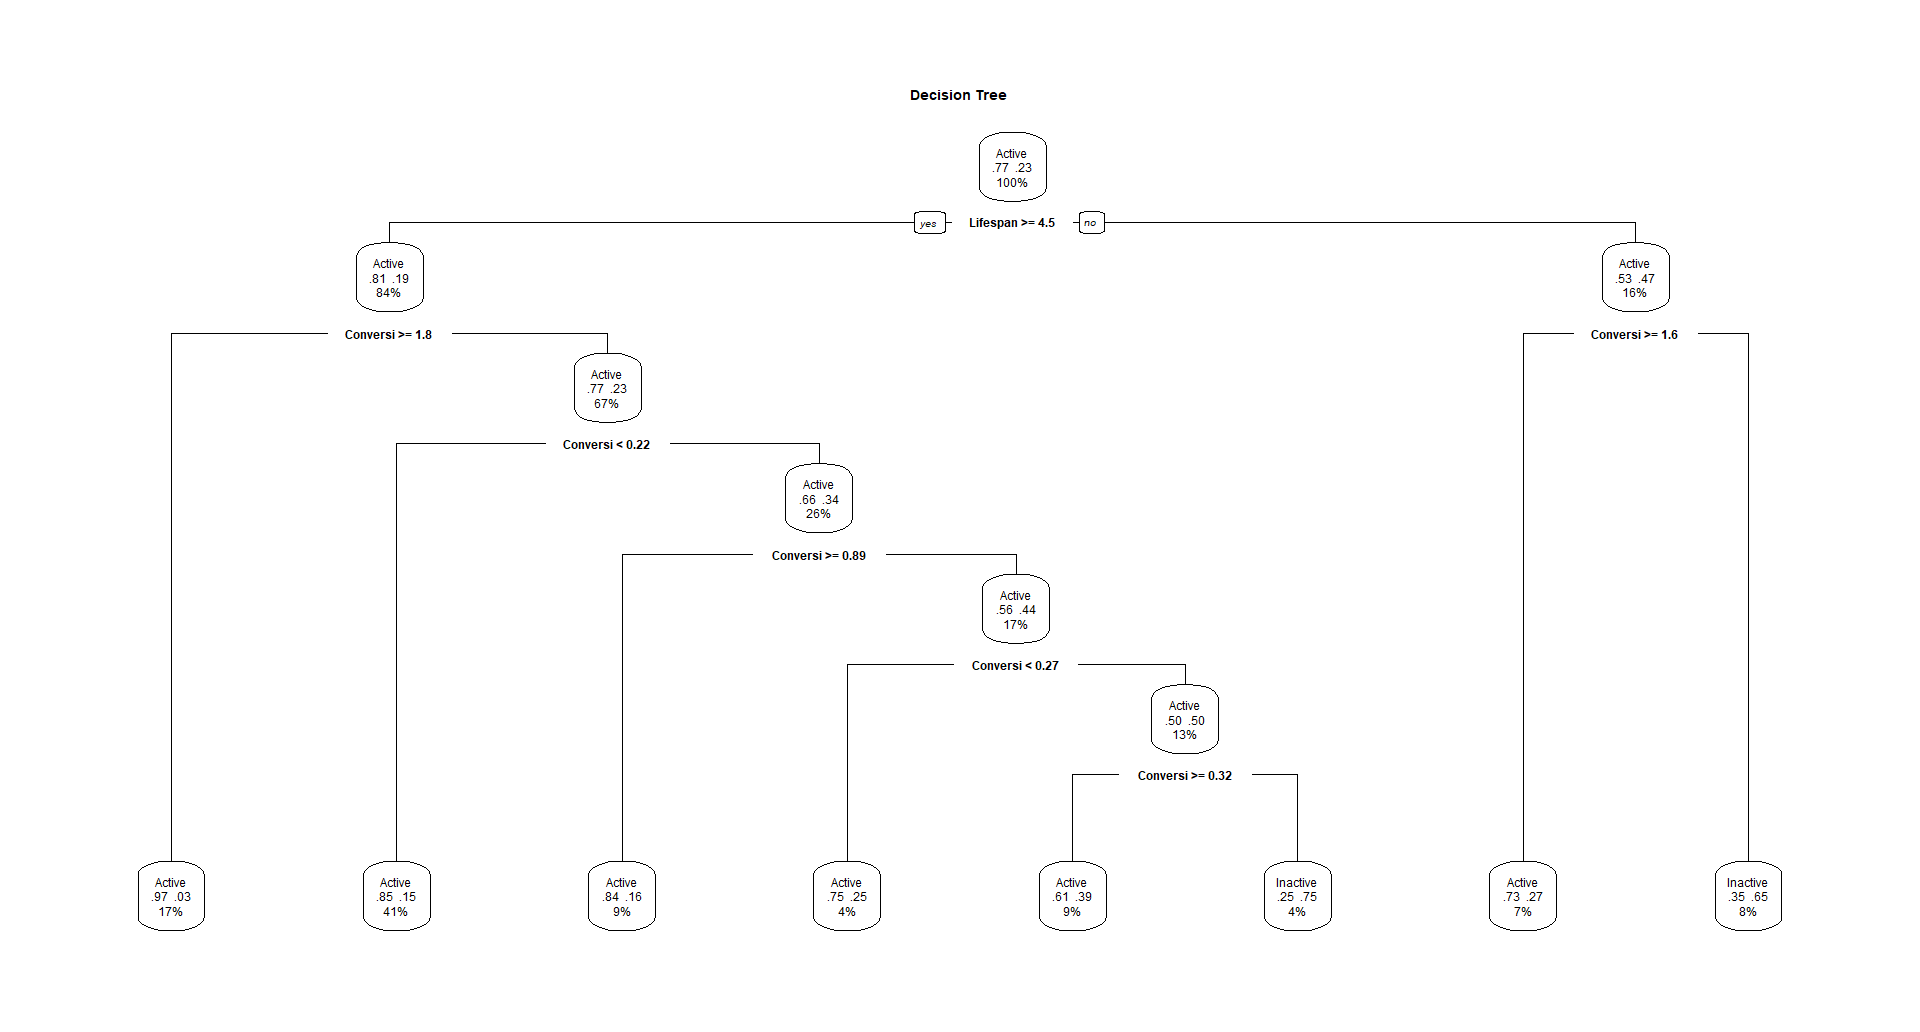 Decision Tree
Active
.77 .23
100%
yes
Lifespan >= 4.5
no
Active
.81 .19
84%
Active
.53 .47
16%
Conversi >= 1.8
Conversi >= 1.6
Active
.77 .23
67%
Conversi < 0.22
Active
.66 .34
26%
Conversi >= 0.89
Active
.56 .44
17%
Conversi < 0.27
Active
.50 .50
13%
Conversi >= 0.32
Active
.97 .03
17%
Active
.85 .15
41%
Active
.84 .16
9%
Active
.75 .25
4%
Active
.61 .39
9%
Inactive
.25 .75
4%
Active
.73 .27
7%
Inactive
.35 .65
8%